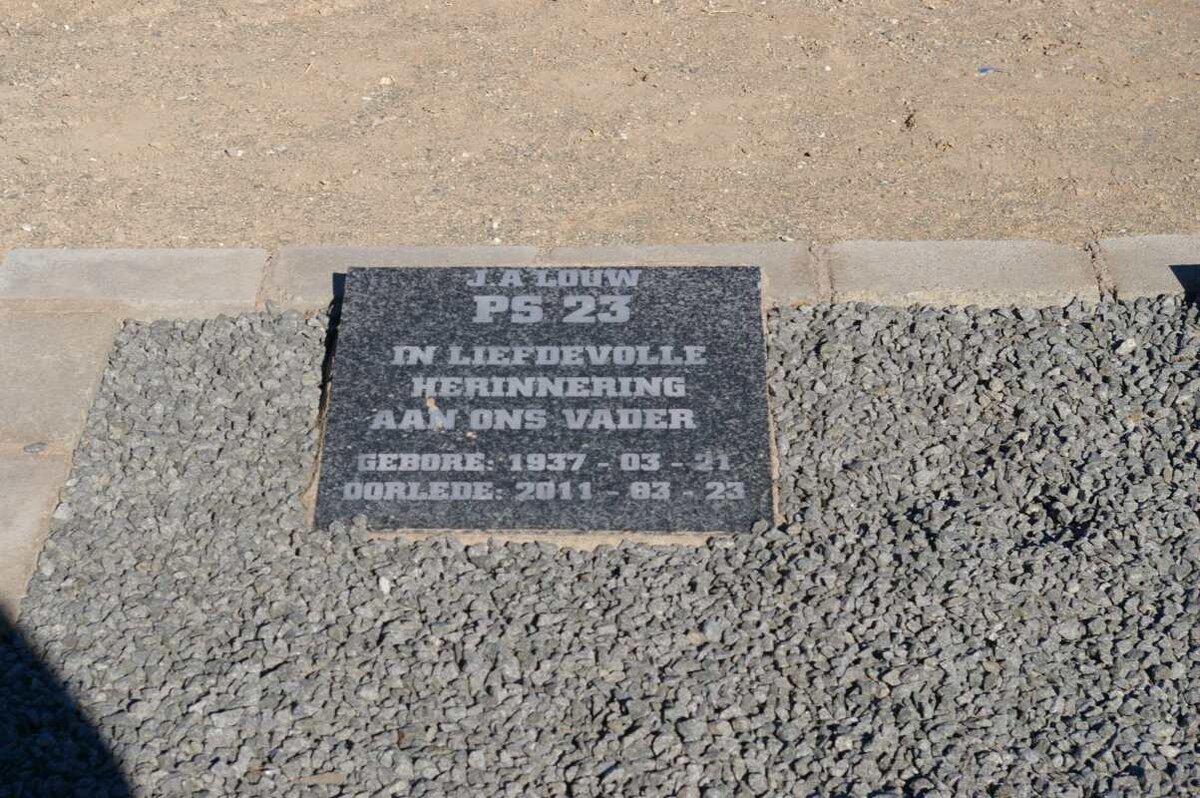 J A LOUW
PS 23
IN LIEFDEVOLLE
HERINNERING
AAN ONS VADER
GEBORE: 1937 - 03 - 21
OORLEDE: 2011 - 03 - 23